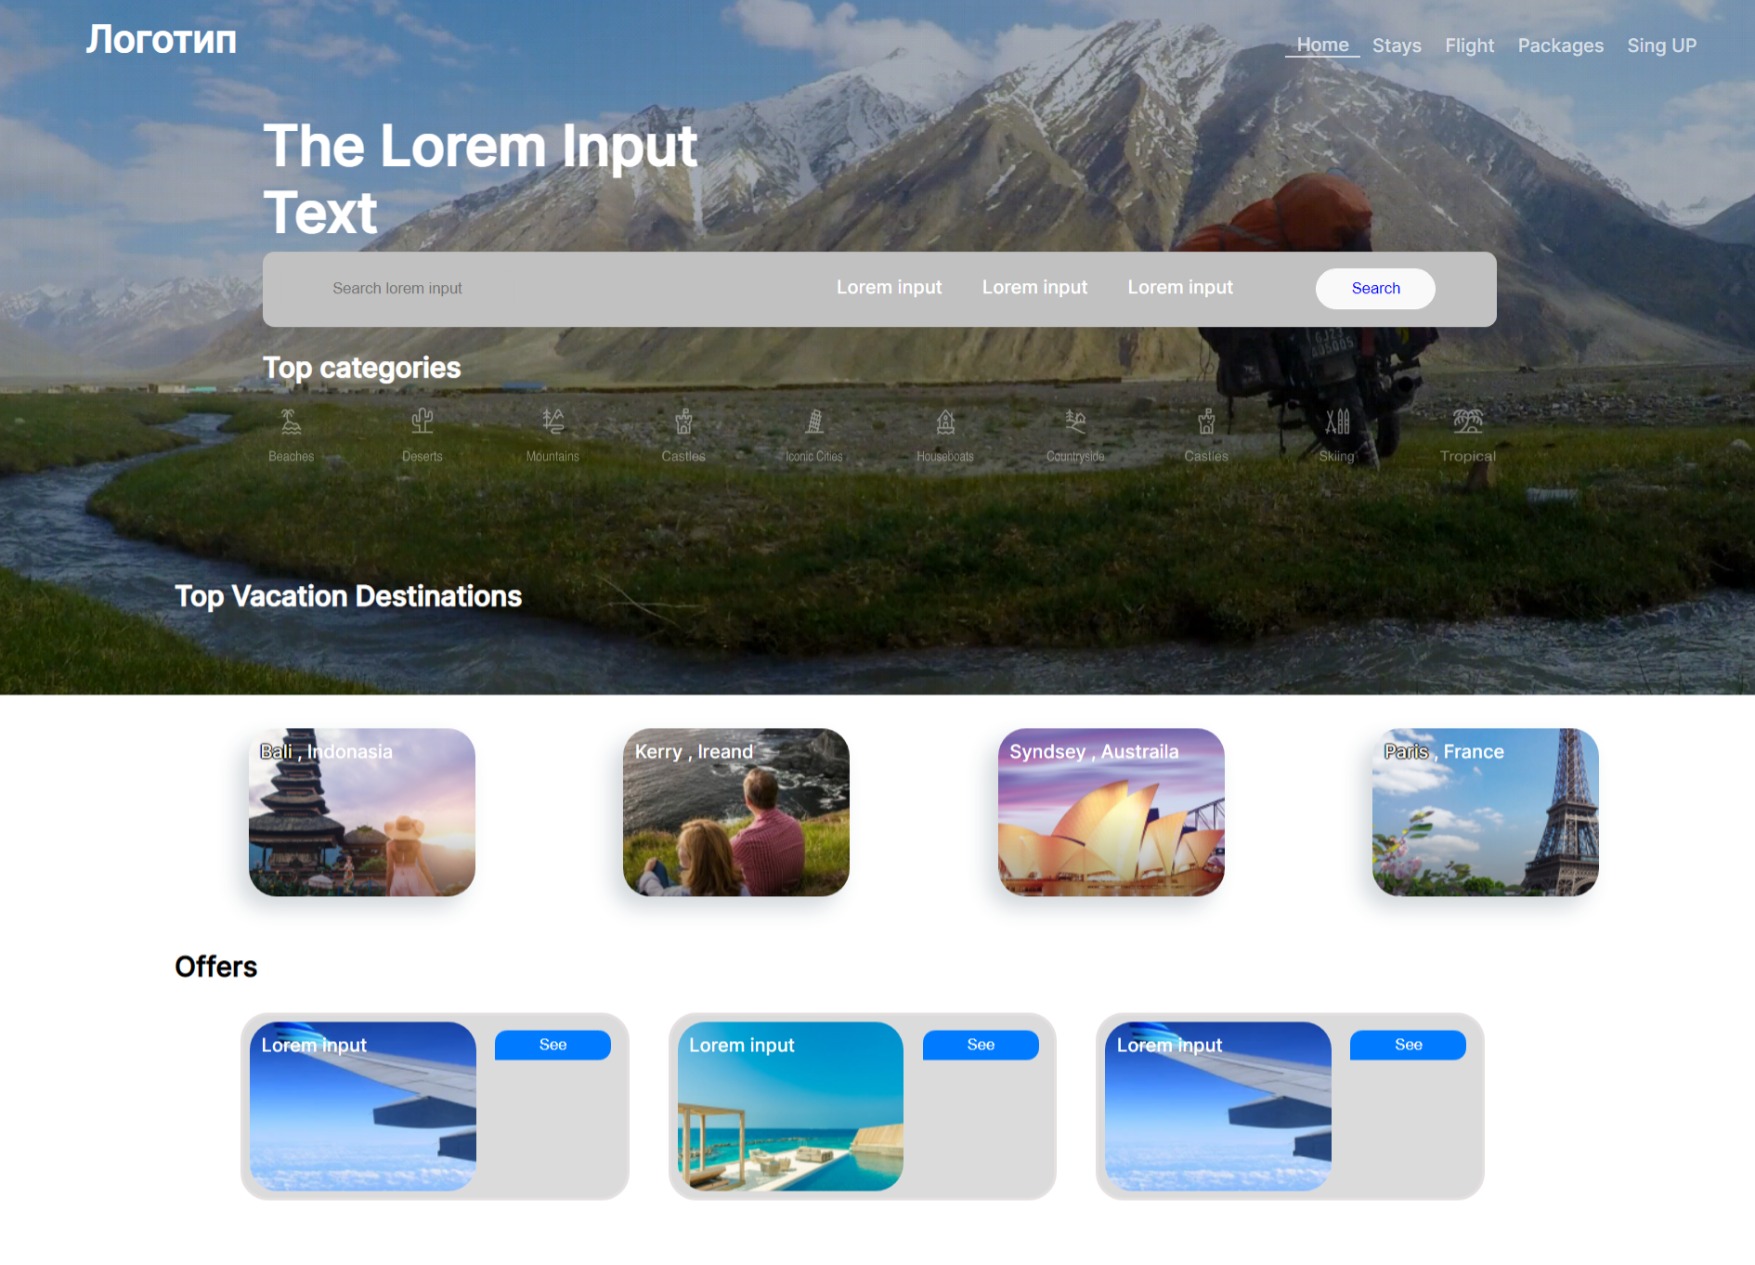 Логотип
Home Stays Flight Packages Sing UP
The Lorem Input
Text
Search lorem input Lorem input Lorem input Lorem input Search
Top categories
Beaches Deserts Mountains Castles Iconic Cities Houseboats Countryside Castles Skiing Tropical
Top Vacation Destinations
Bali , Indonasia Kerry , Ireand Syndsey , Austraila Paris , France
Offers
Lorem input See Lorem input See Lorem input See